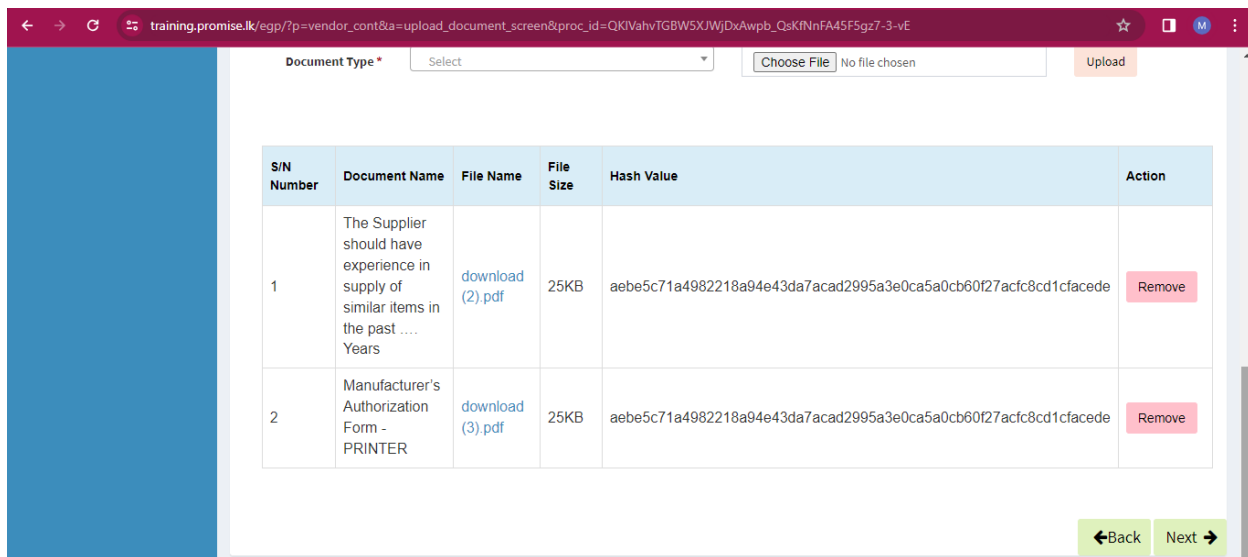 training.promise.lk/egp/?p=vendor_cont&a=upload_document_screen&proc_id=QKIVahvTGBW5XJWjDxAwpb_QsKfNnFA45F5gz7-3-vE
M
Document Type * Select Choose File No file chosen Upload
S/N Number Document Name File Name File Size Hash Value Action
1 The Supplier should have experience in supply of similar items in the past .... Years download (2).pdf 25KB aebe5c71a4982218a94e43da7acad2995a3e0ca5a0cb60f27acfc8cd1cfacede Remove
2 Manufacturer’s Authorization Form - PRINTER download (3).pdf 25KB aebe5c71a4982218a94e43da7acad2995a3e0ca5a0cb60f27acfc8cd1cfacede Remove
Back Next